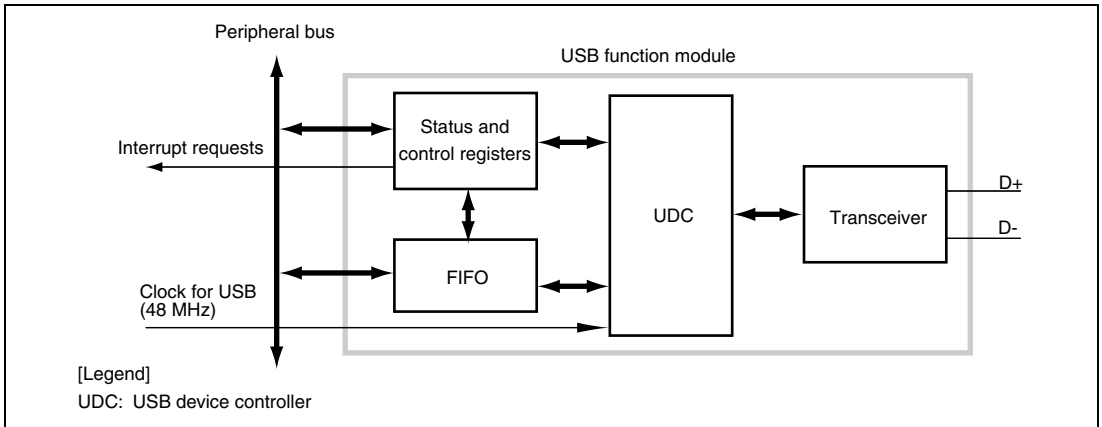 Peripheral bus
USB function module
Status and
control registers
Interrupt requests
UDC
Transceiver
D+
D-
FIFO
Clock for USB
(48 MHz)
[Legend]
UDC: USB device controller